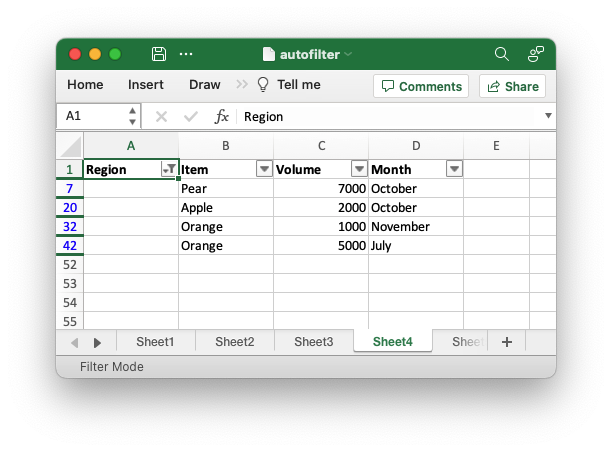 autofilter
Home Insert Draw Tell me Comments Share
A1 fx Region
A B C D E
1 Region Item Volume Month
7 Pear 7000 October
20 Apple 2000 October
32 Orange 1000 November
42 Orange 5000 July
52
53
54
55
Sheet1 Sheet2 Sheet3 Sheet4 Shee
Filter Mode